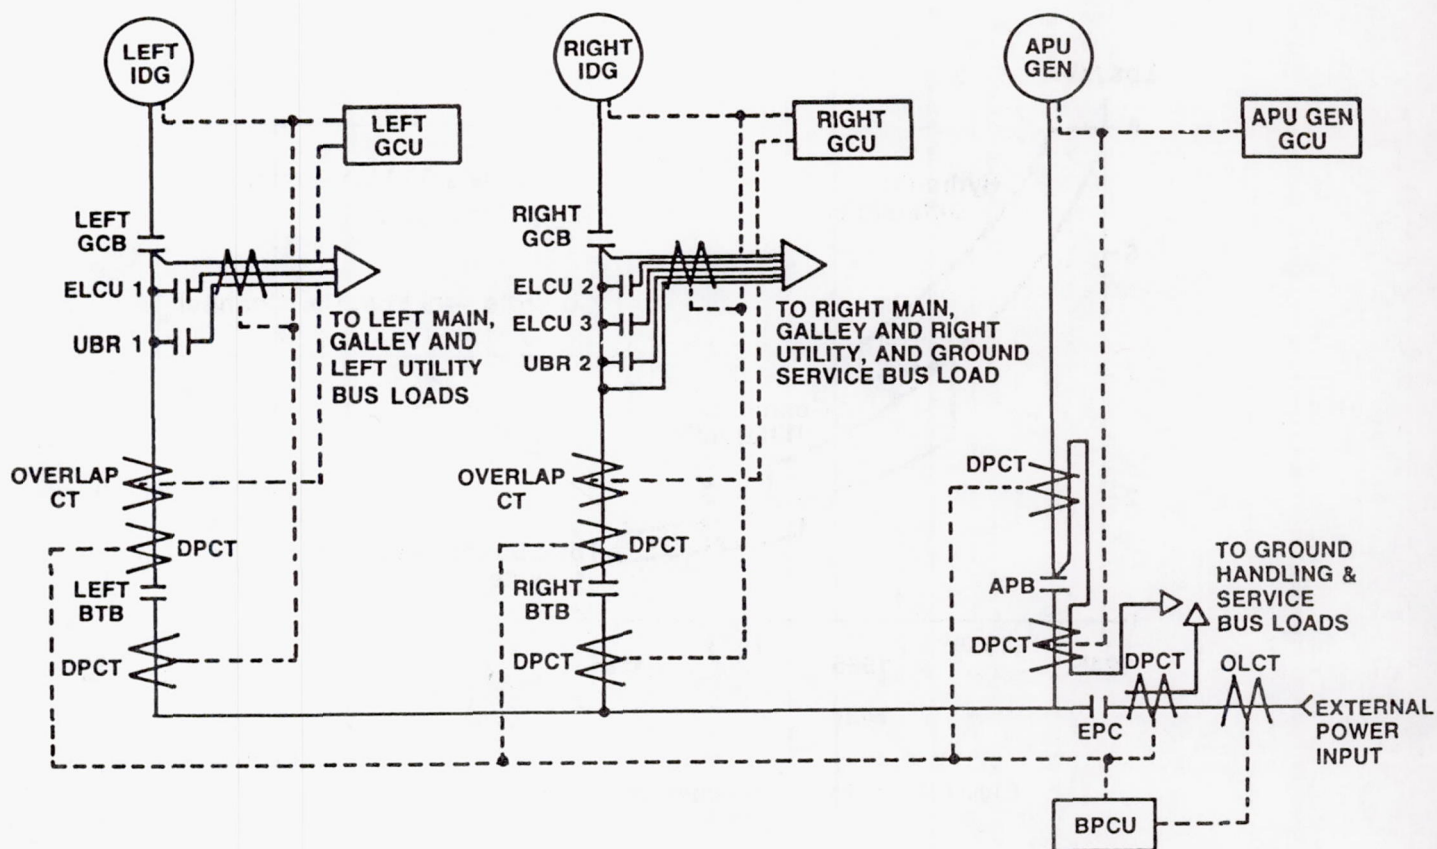 LEFT
IDG
RIGHT
IDG
APU
GEN
LEFT
GCU
RIGHT
GCU
APU GEN
GCU
LEFT
GCB
ELCU 1
UBR 1
TO LEFT MAIN,
GALLEY AND
LEFT UTILITY
BUS LOADS
RIGHT
GCB
ELCU 2
ELCU 3
UBR 2
TO RIGHT MAIN,
GALLEY AND RIGHT
UTILITY, AND GROUND
SERVICE BUS LOAD
OVERLAP
CT
DPCT
LEFT
BTB
DPCT
OVERLAP
CT
DPCT
RIGHT
BTB
DPCT
DPCT
APB
DPCT
TO GROUND
HANDLING &
SERVICE
BUS LOADS
DPCT
OLCT
EPC
EXTERNAL
POWER
INPUT
BPCU